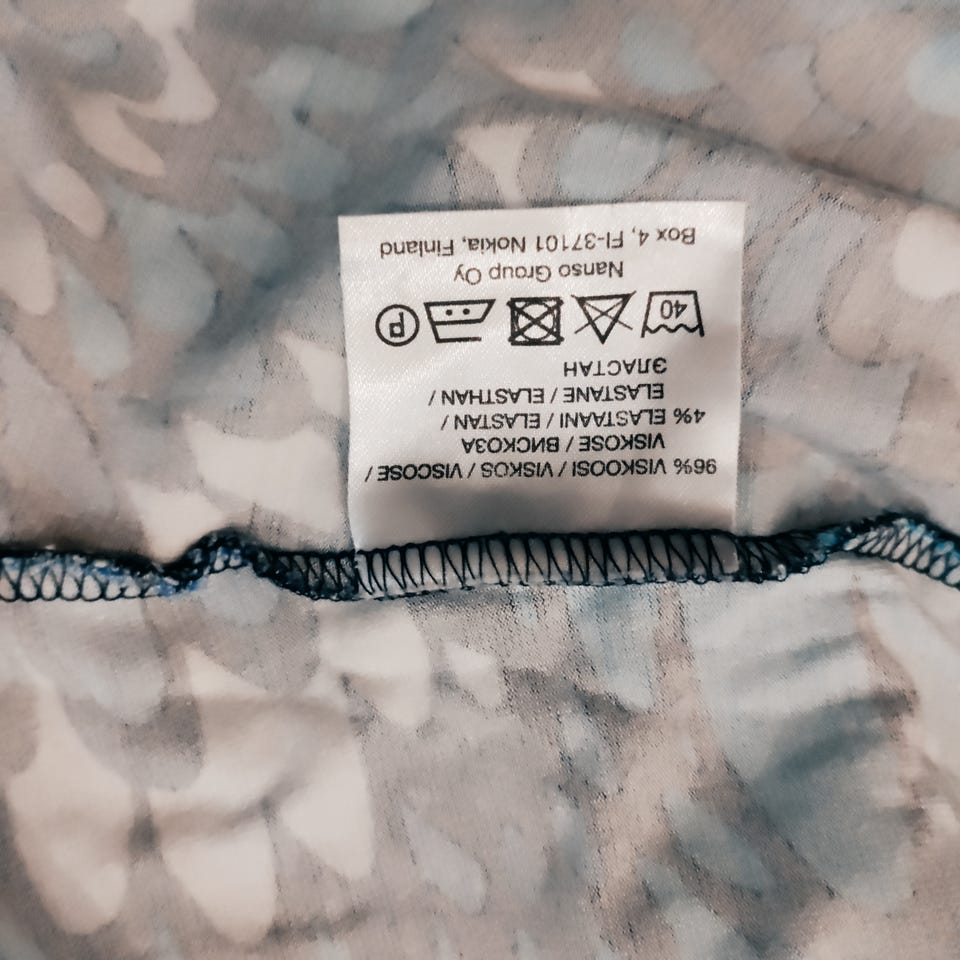 96% VISKOOSI / VISKOS / VISCOSE /
VISKOSE / ВИСКОЗА
4% ELASTAANI / ELASTAN /
ELASTANE / ELASTHAN /
ЭЛАСТАН
40 P
Nanso Group Oy
Box 4, FI-37101 Nokia, Finland